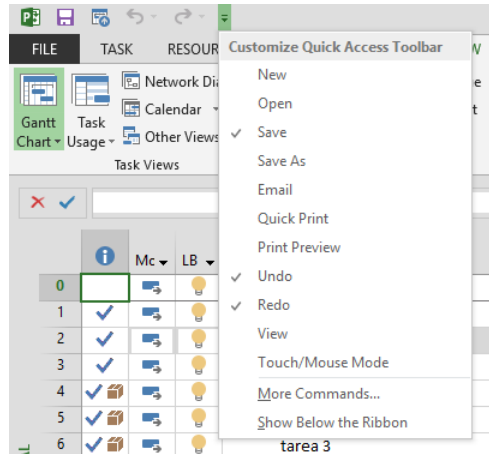 FILE TASK RESOUR
Customize Quick Access Toolbar
New
Open
Save
Save As
Email
Quick Print
Print Preview
Undo
Redo
View
Touch/Mouse Mode
More Commands...
Show Below the Ribbon
Gantt
Chart
Task
Usage
Network Di
Calendar
Other Views
Task Views
Mc LB
0
1
2
3
4
5
6
tarea 3